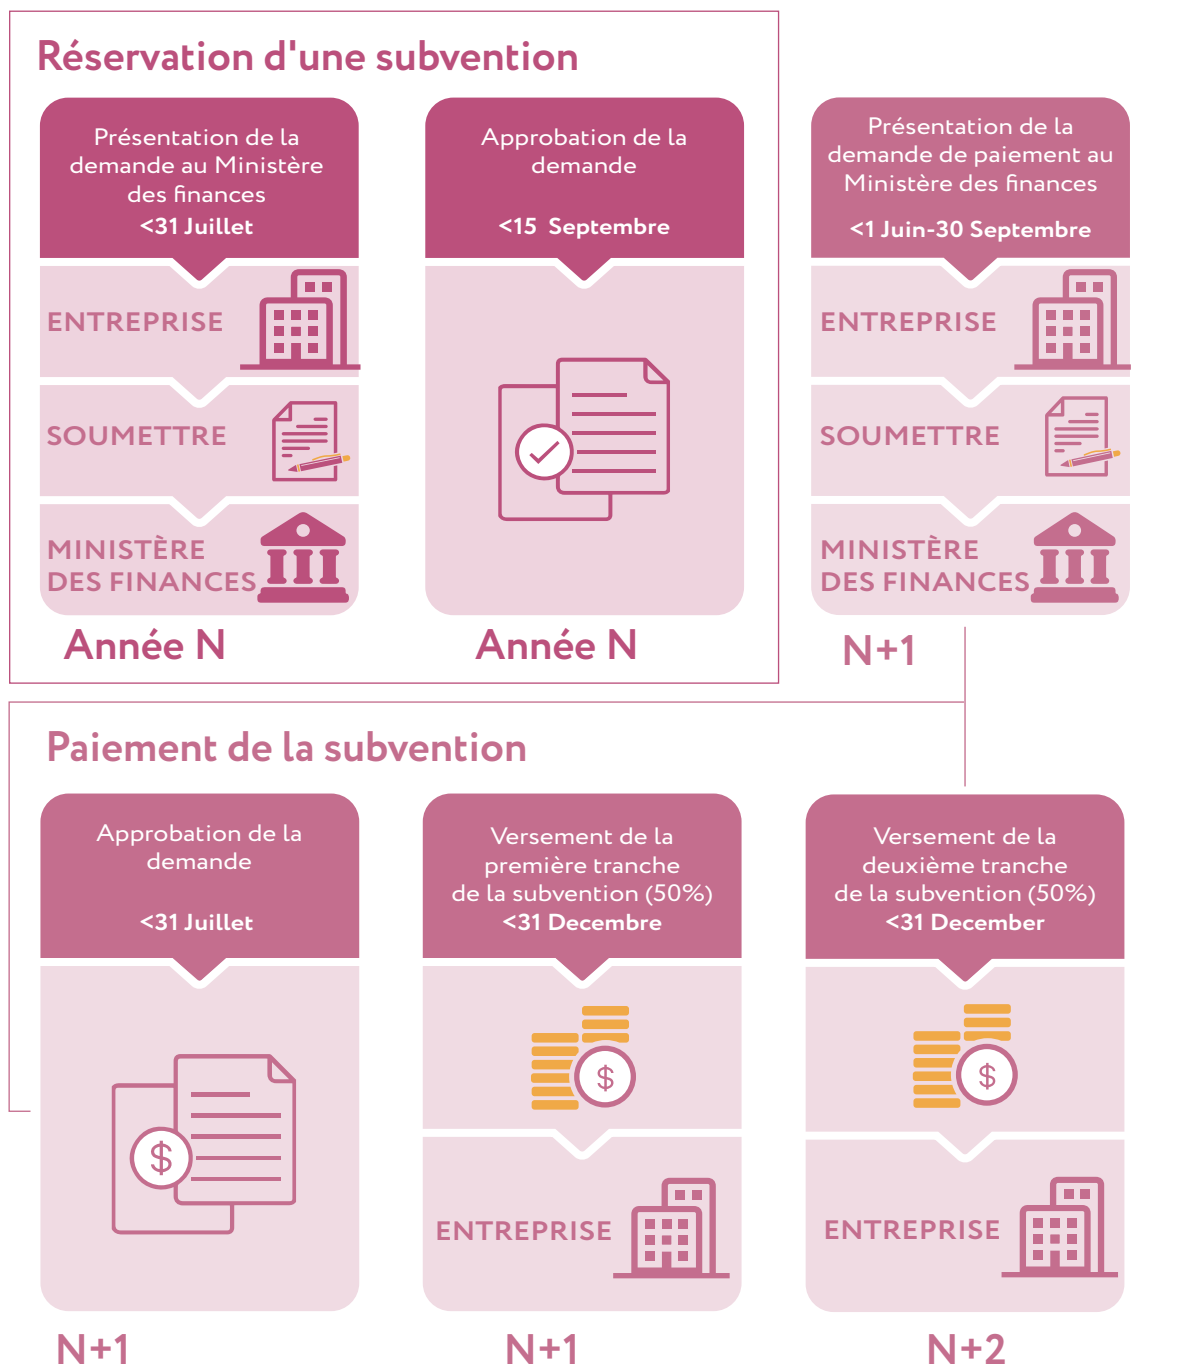 Réservation d'une subvention
Présentation de la
demande au Ministère
des finances
<31 Juillet
ENTREPRISE
SOUMETTRE
MINISTÈRE
DES FINANCES
Année N
Approbation de la
demande
<15 Septembre
Année N
Présentation de la
demande de paiement au
Ministère des finances
<1 Juin-30 Septembre
ENTREPRISE
SOUMETTRE
MINISTÈRE
DES FINANCES
N+1
Paiement de la subvention
Approbation de la
demande
<31 Juillet
$
N+1
Versement de la
première tranche
de la subvention (50%)
<31 Decembre
$
ENTREPRISE
N+1
Versement de la
deuxième tranche
de la subvention (50%)
<31 December
$
ENTREPRISE
N+2